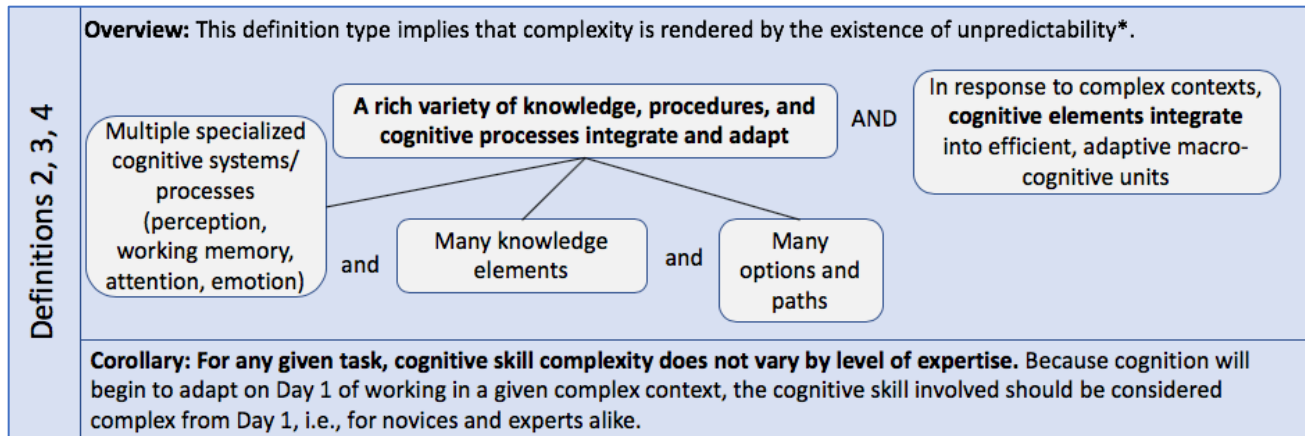 Definitions 2, 3, 4
Overview: This definition type implies that complexity is rendered by the existence of unpredictability*.
Multiple specialized
cognitive systems/
processes
(perception,
working memory,
attention, emotion)
A rich variety of knowledge, procedures, and
cognitive processes integrate and adapt
and
Many knowledge
elements
and
Many
options and
paths
AND
In response to complex contexts,
cognitive elements integrate
into efficient, adaptive macro-
cognitive units
Corollary: For any given task, cognitive skill complexity does not vary by level of expertise. Because cognition will
begin to adapt on Day 1 of working in a given complex context, the cognitive skill involved should be considered
complex from Day 1, i.e., for novices and experts alike.